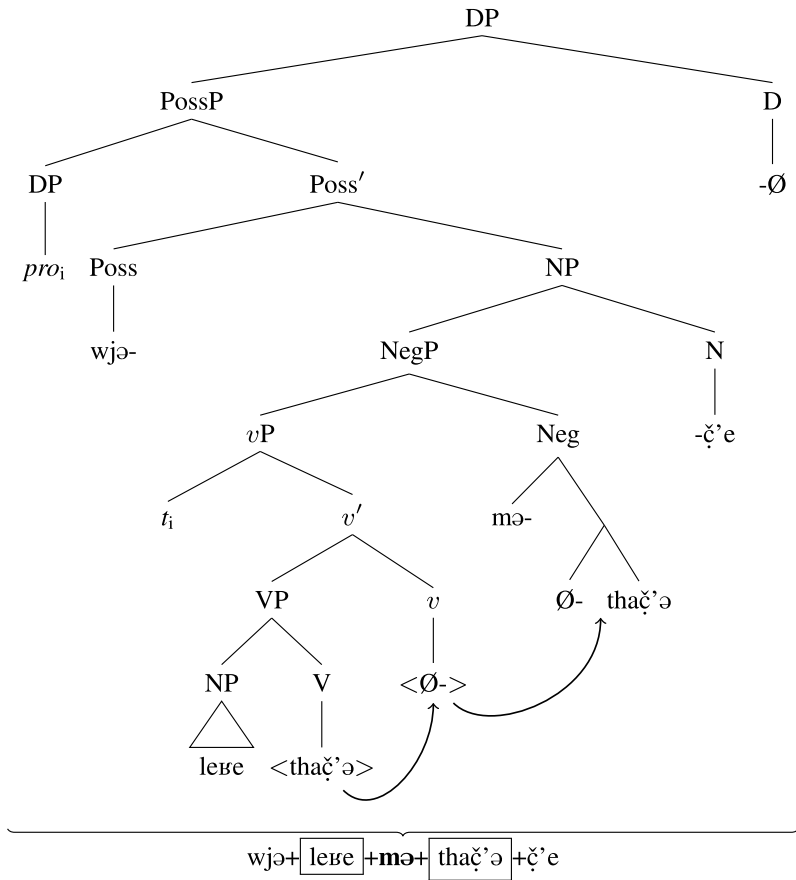 DP
PossP D
DP Poss′ -Ø
proᵢ Poss NP
wjə- NegP N
vP Neg -č̣’e
tᵢ v′ mə-
VP v Ø- thač̣’ə
NP V <Ø->
leʁe <thač̣’ə>
wjə+ leʁe +mə+ thač̣’ə +č̣’e